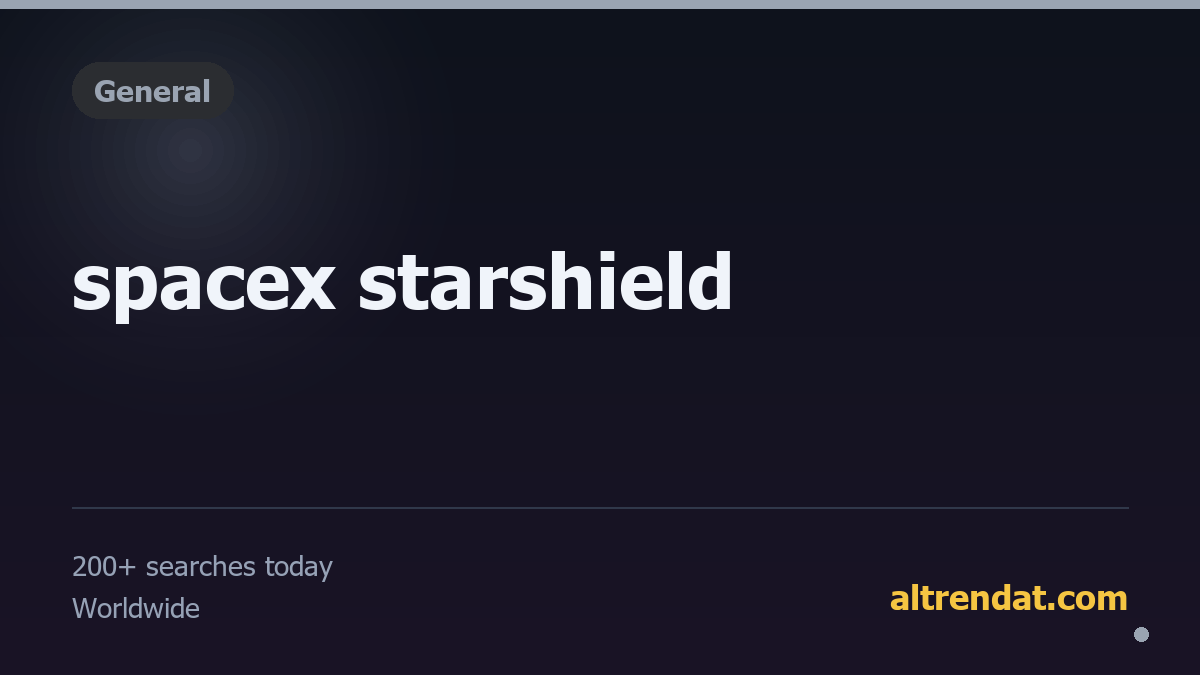 General
spacex starshield
200+ searches today
Worldwide
altrendat.com